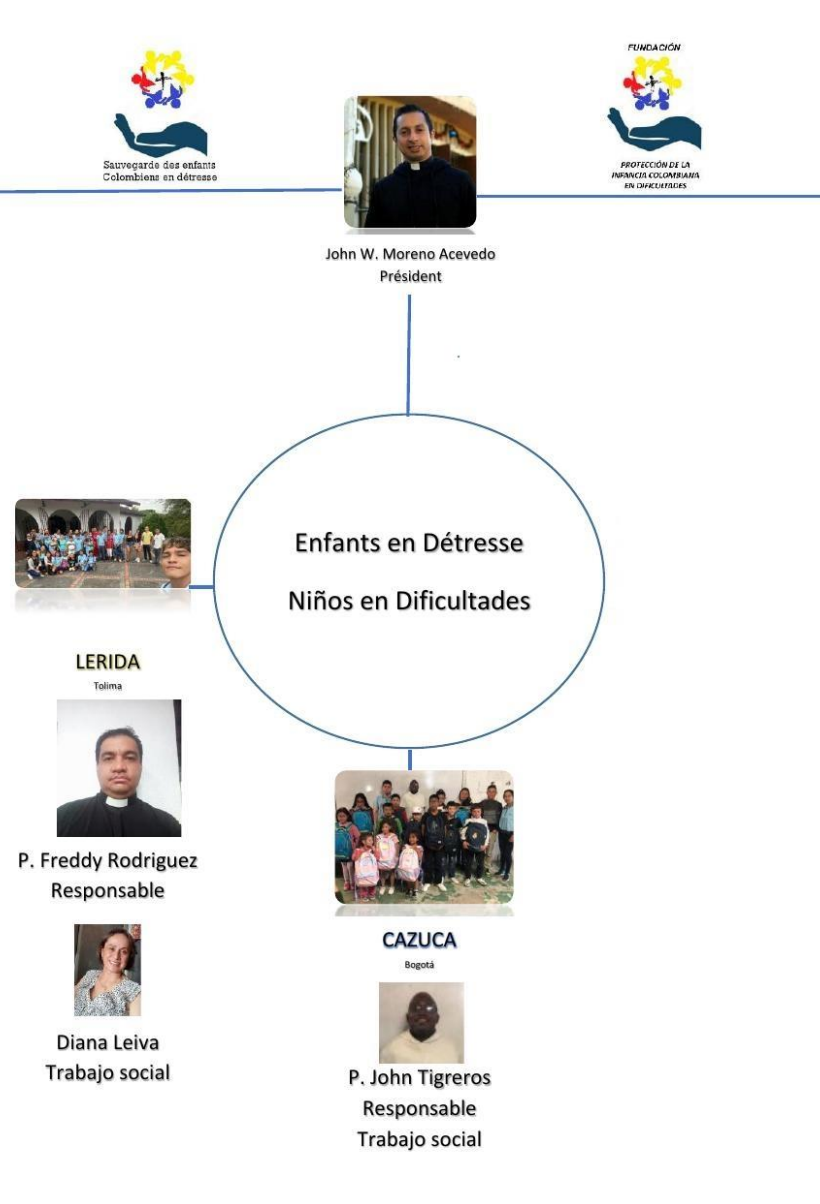 Sauvegarde des enfants
Colombiens en détresse
FUNDACIÓN
PROTECCIÓN DE LA
INFANCIA COLOMBIANA
EN DIFICULTADES
John W. Moreno Acevedo
Président
Enfants en Détresse
Niños en Dificultades
LERIDA
Tolima
P. Freddy Rodriguez
Responsable
Diana Leiva
Trabajo social
CAZUCA
Bogotá
P. John Tigreros
Responsable
Trabajo social